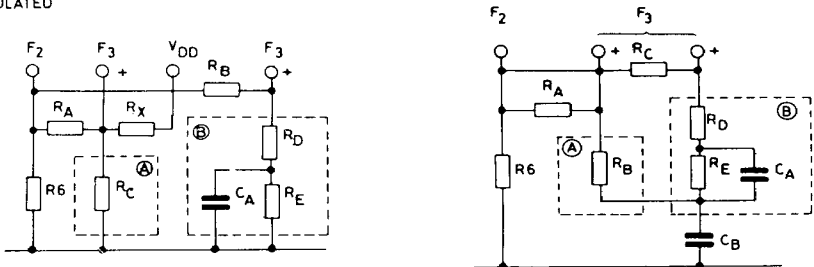 F2 F3 VDD F3
+ +
RB
RA RX
B
RD
A
R6 RC CA RE
F2 F3
+ RC +
RA
B
RD
A
R6 RB RE CA
CB